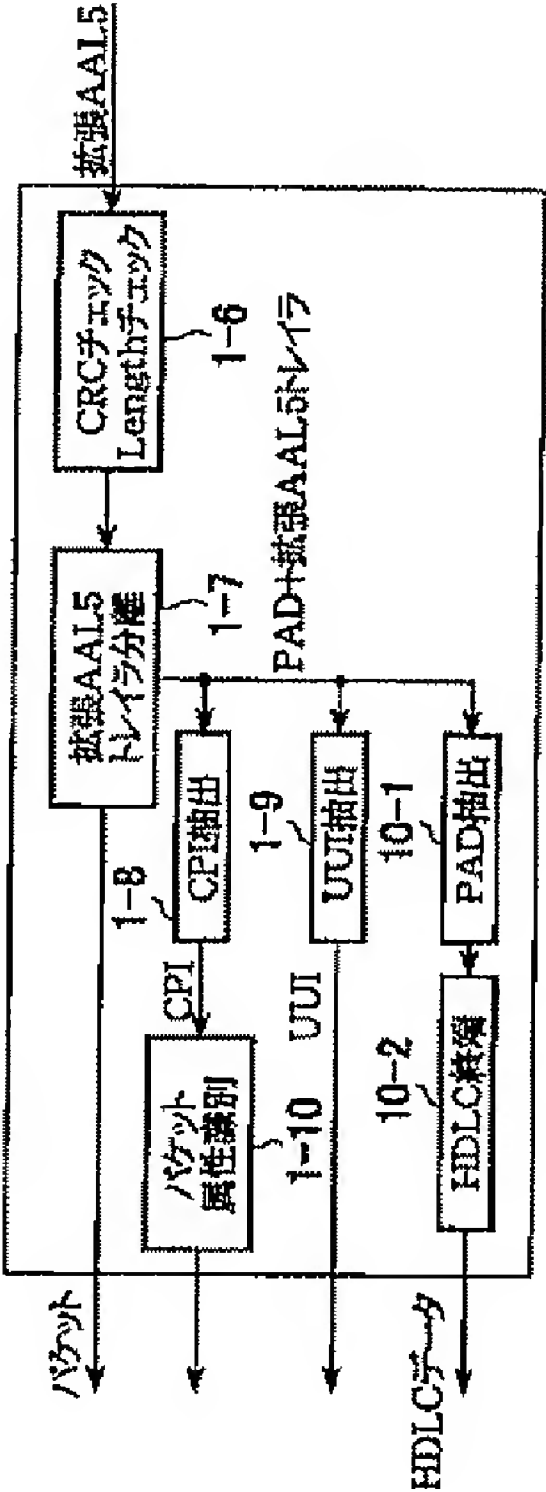 拡張AAL5
CRCチェック
Lengthチェック
1-6
拡張AAL5
トレイラ分離
1-7
PAD+拡張AAL5トレイラ
CPI抽出
1-8
UUI抽出
1-9
PAD抽出
10-1
CPI
UUI
パケット
属性識別
1-10
HDLC終端
10-2
パケット
HDLCデータ